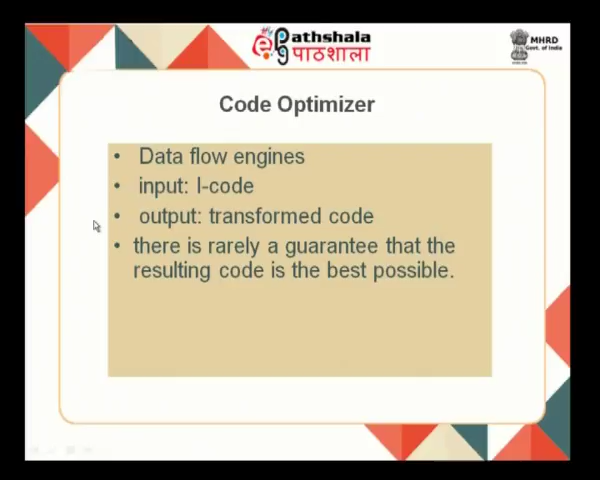 ePathshala
पाठशाला
MHRD
Govt. of India
Code Optimizer
• Data flow engines
• input: I-code
• output: transformed code
• there is rarely a guarantee that the
resulting code is the best possible.